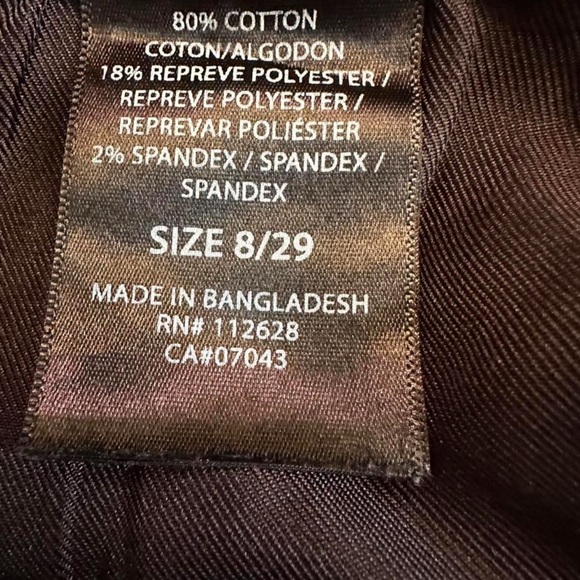 80% COTTON
COTON/ALGODON
18% REPREVE POLYESTER /
REPREVE POLYESTER /
REPREVAR POLIÉSTER
2% SPANDEX / SPANDEX /
SPANDEX
SIZE 8/29
MADE IN BANGLADESH
RN# 112628
CA#07043